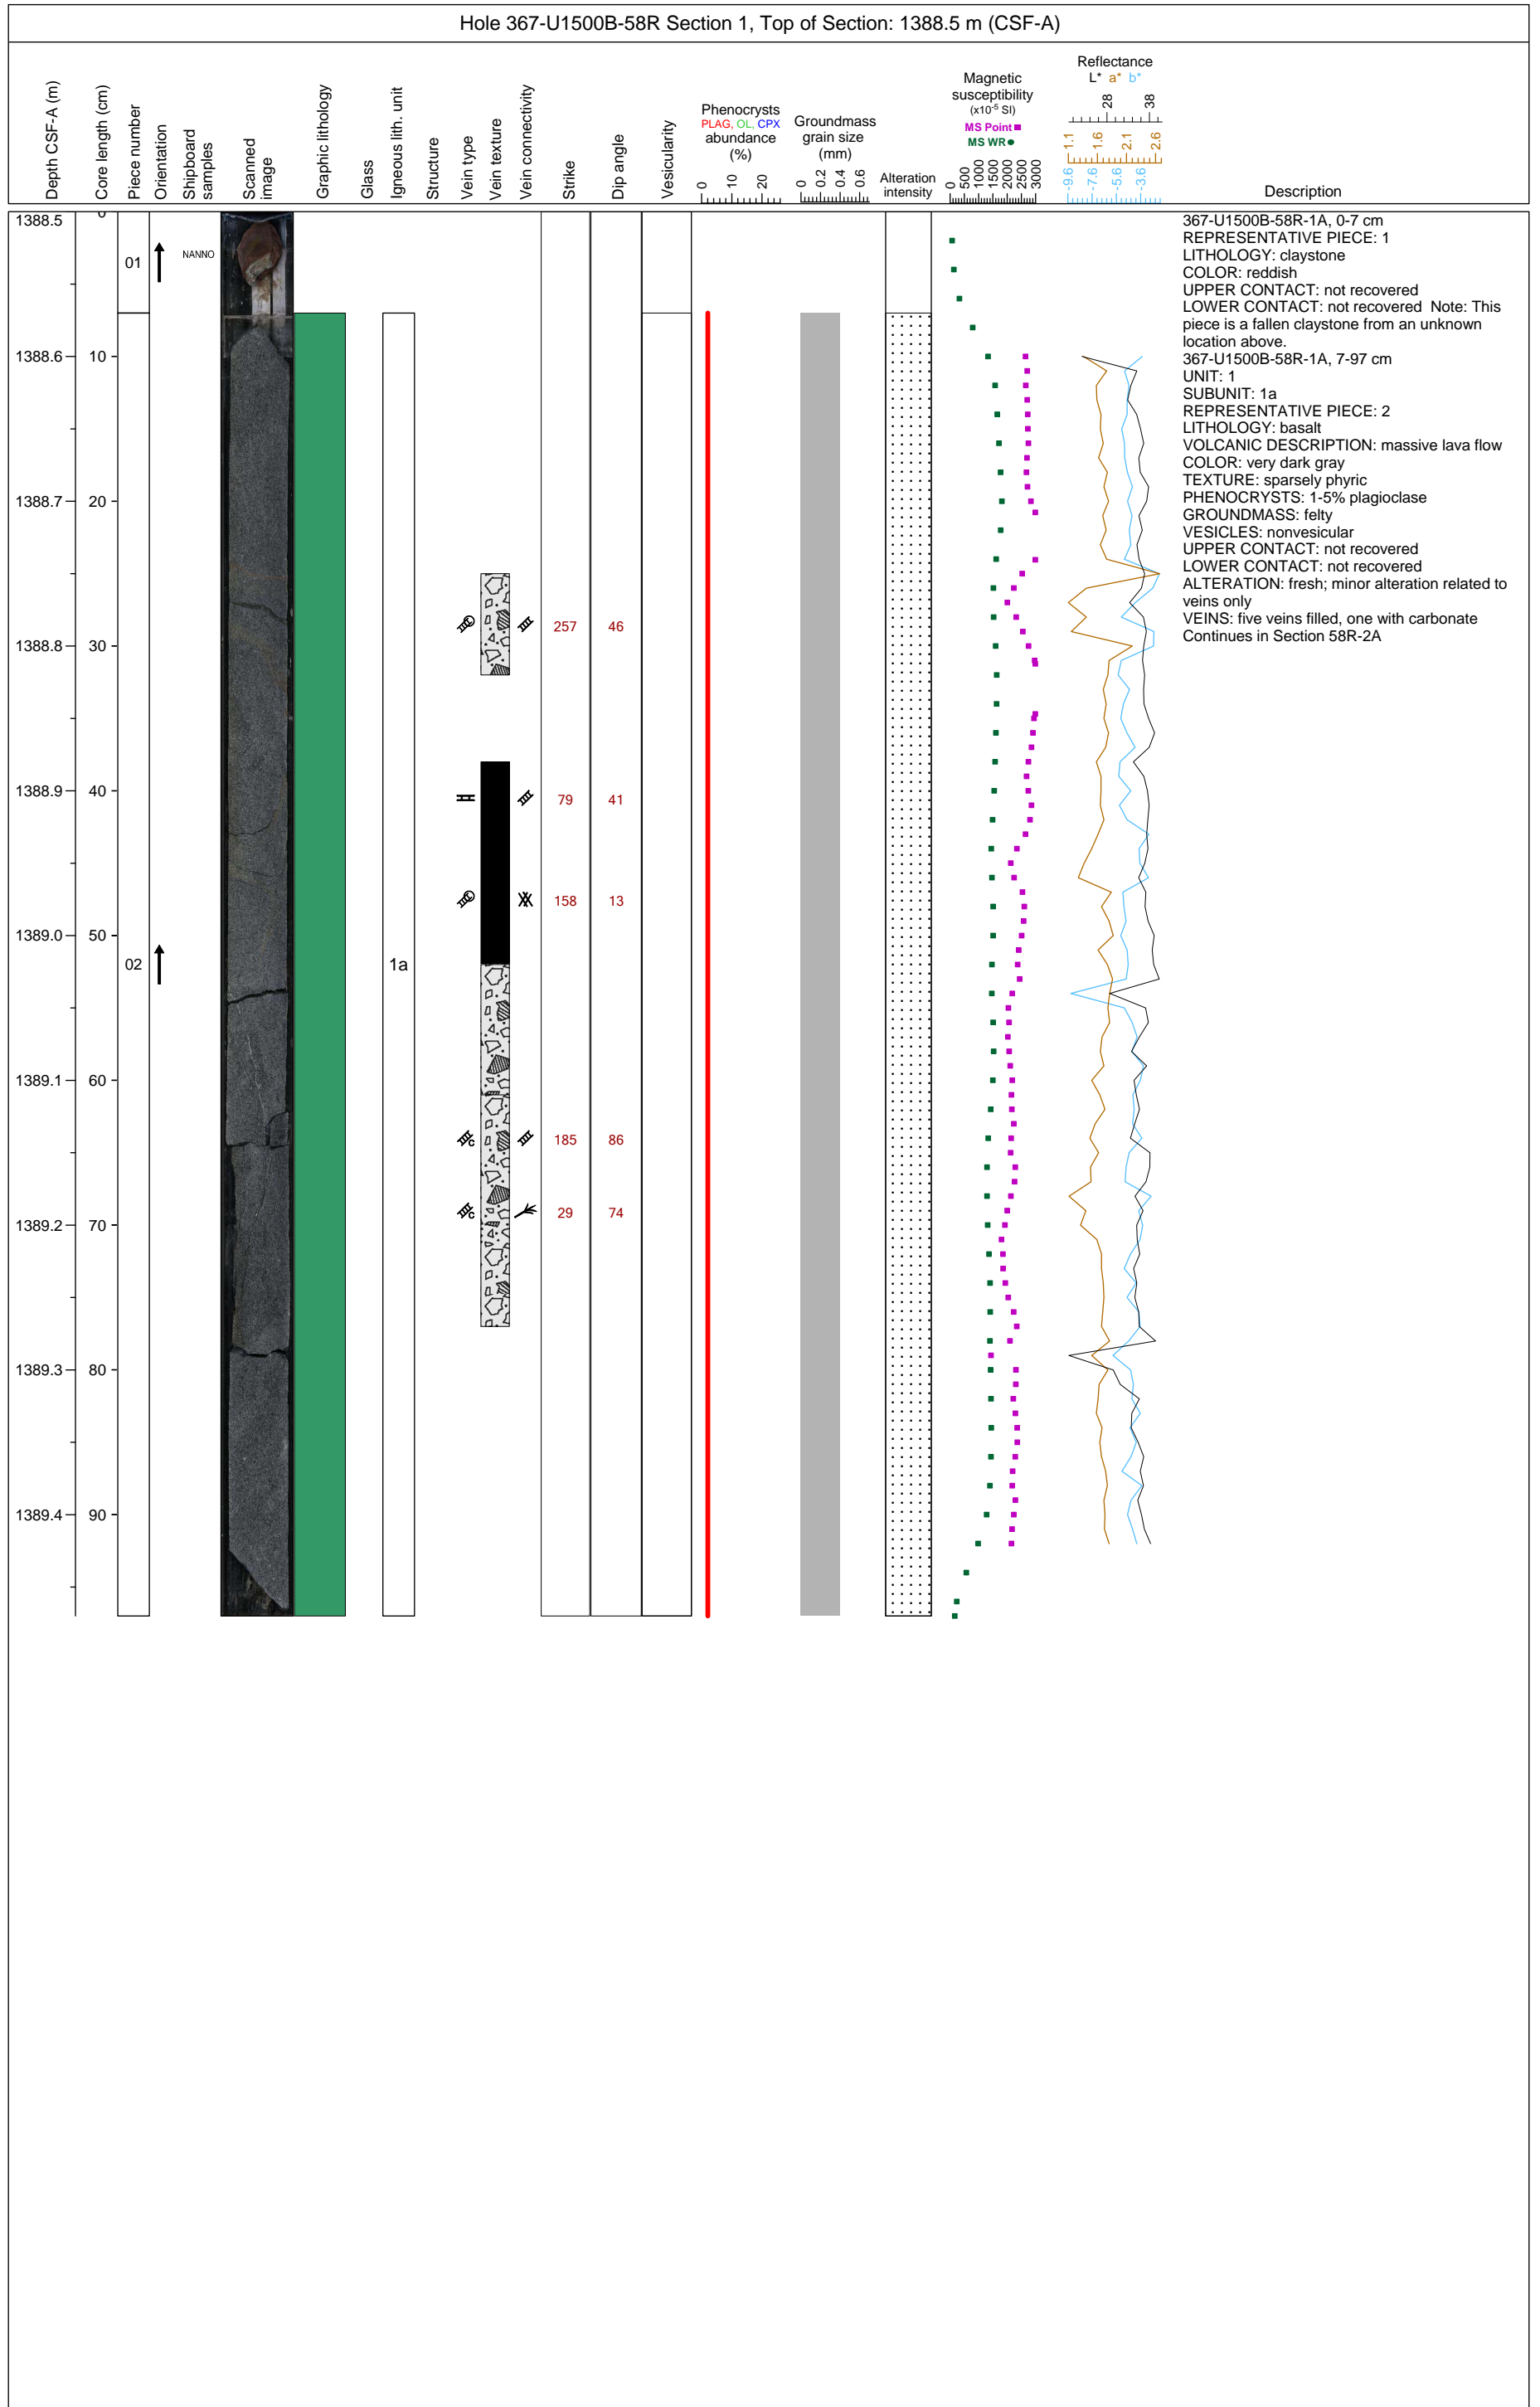 Hole 367-U1500B-58R Section 1, Top of Section: 1388.5 m (CSF-A)
Depth CSF-A (m)
Core length (cm)
Piece number
Orientation
Shipboard
samples
Scanned
image
Graphic lithology
Glass
Igneous lith. unit
Structure
Vein type
Vein texture
Vein connectivity
Strike
Dip angle
Vesicularity
Phenocrysts
PLAG, OL, CPX
abundance
(%)
0 10 20
Groundmass
grain size
(mm)
0 0.2 0.4 0.6
Alteration
intensity
Magnetic
susceptibility
(x10-5 SI)
MS Point
MS WR
0 500 1000 1500 2000 2500 3000
Reflectance
L* a* b*
28 38
1.1 1.6 2.1 2.6
-9.6 -7.6 -5.6 -3.6
Description
1388.5 0
01 NANNO
1388.6 10
1388.7 20
257 46
1388.8 30
79 41
1388.9 40
158 13
1389.0 50
02 1a
1389.1 60
185 86
29 74
1389.2 70
1389.3 80
1389.4 90
367-U1500B-58R-1A, 0-7 cm
REPRESENTATIVE PIECE: 1
LITHOLOGY: claystone
COLOR: reddish
UPPER CONTACT: not recovered
LOWER CONTACT: not recovered Note: This
piece is a fallen claystone from an unknown
location above.
367-U1500B-58R-1A, 7-97 cm
UNIT: 1
SUBUNIT: 1a
REPRESENTATIVE PIECE: 2
LITHOLOGY: basalt
VOLCANIC DESCRIPTION: massive lava flow
COLOR: very dark gray
TEXTURE: sparsely phyric
PHENOCRYSTS: 1-5% plagioclase
GROUNDMASS: felty
VESICLES: nonvesicular
UPPER CONTACT: not recovered
LOWER CONTACT: not recovered
ALTERATION: fresh; minor alteration related to
veins only
VEINS: five veins filled, one with carbonate
Continues in Section 58R-2A